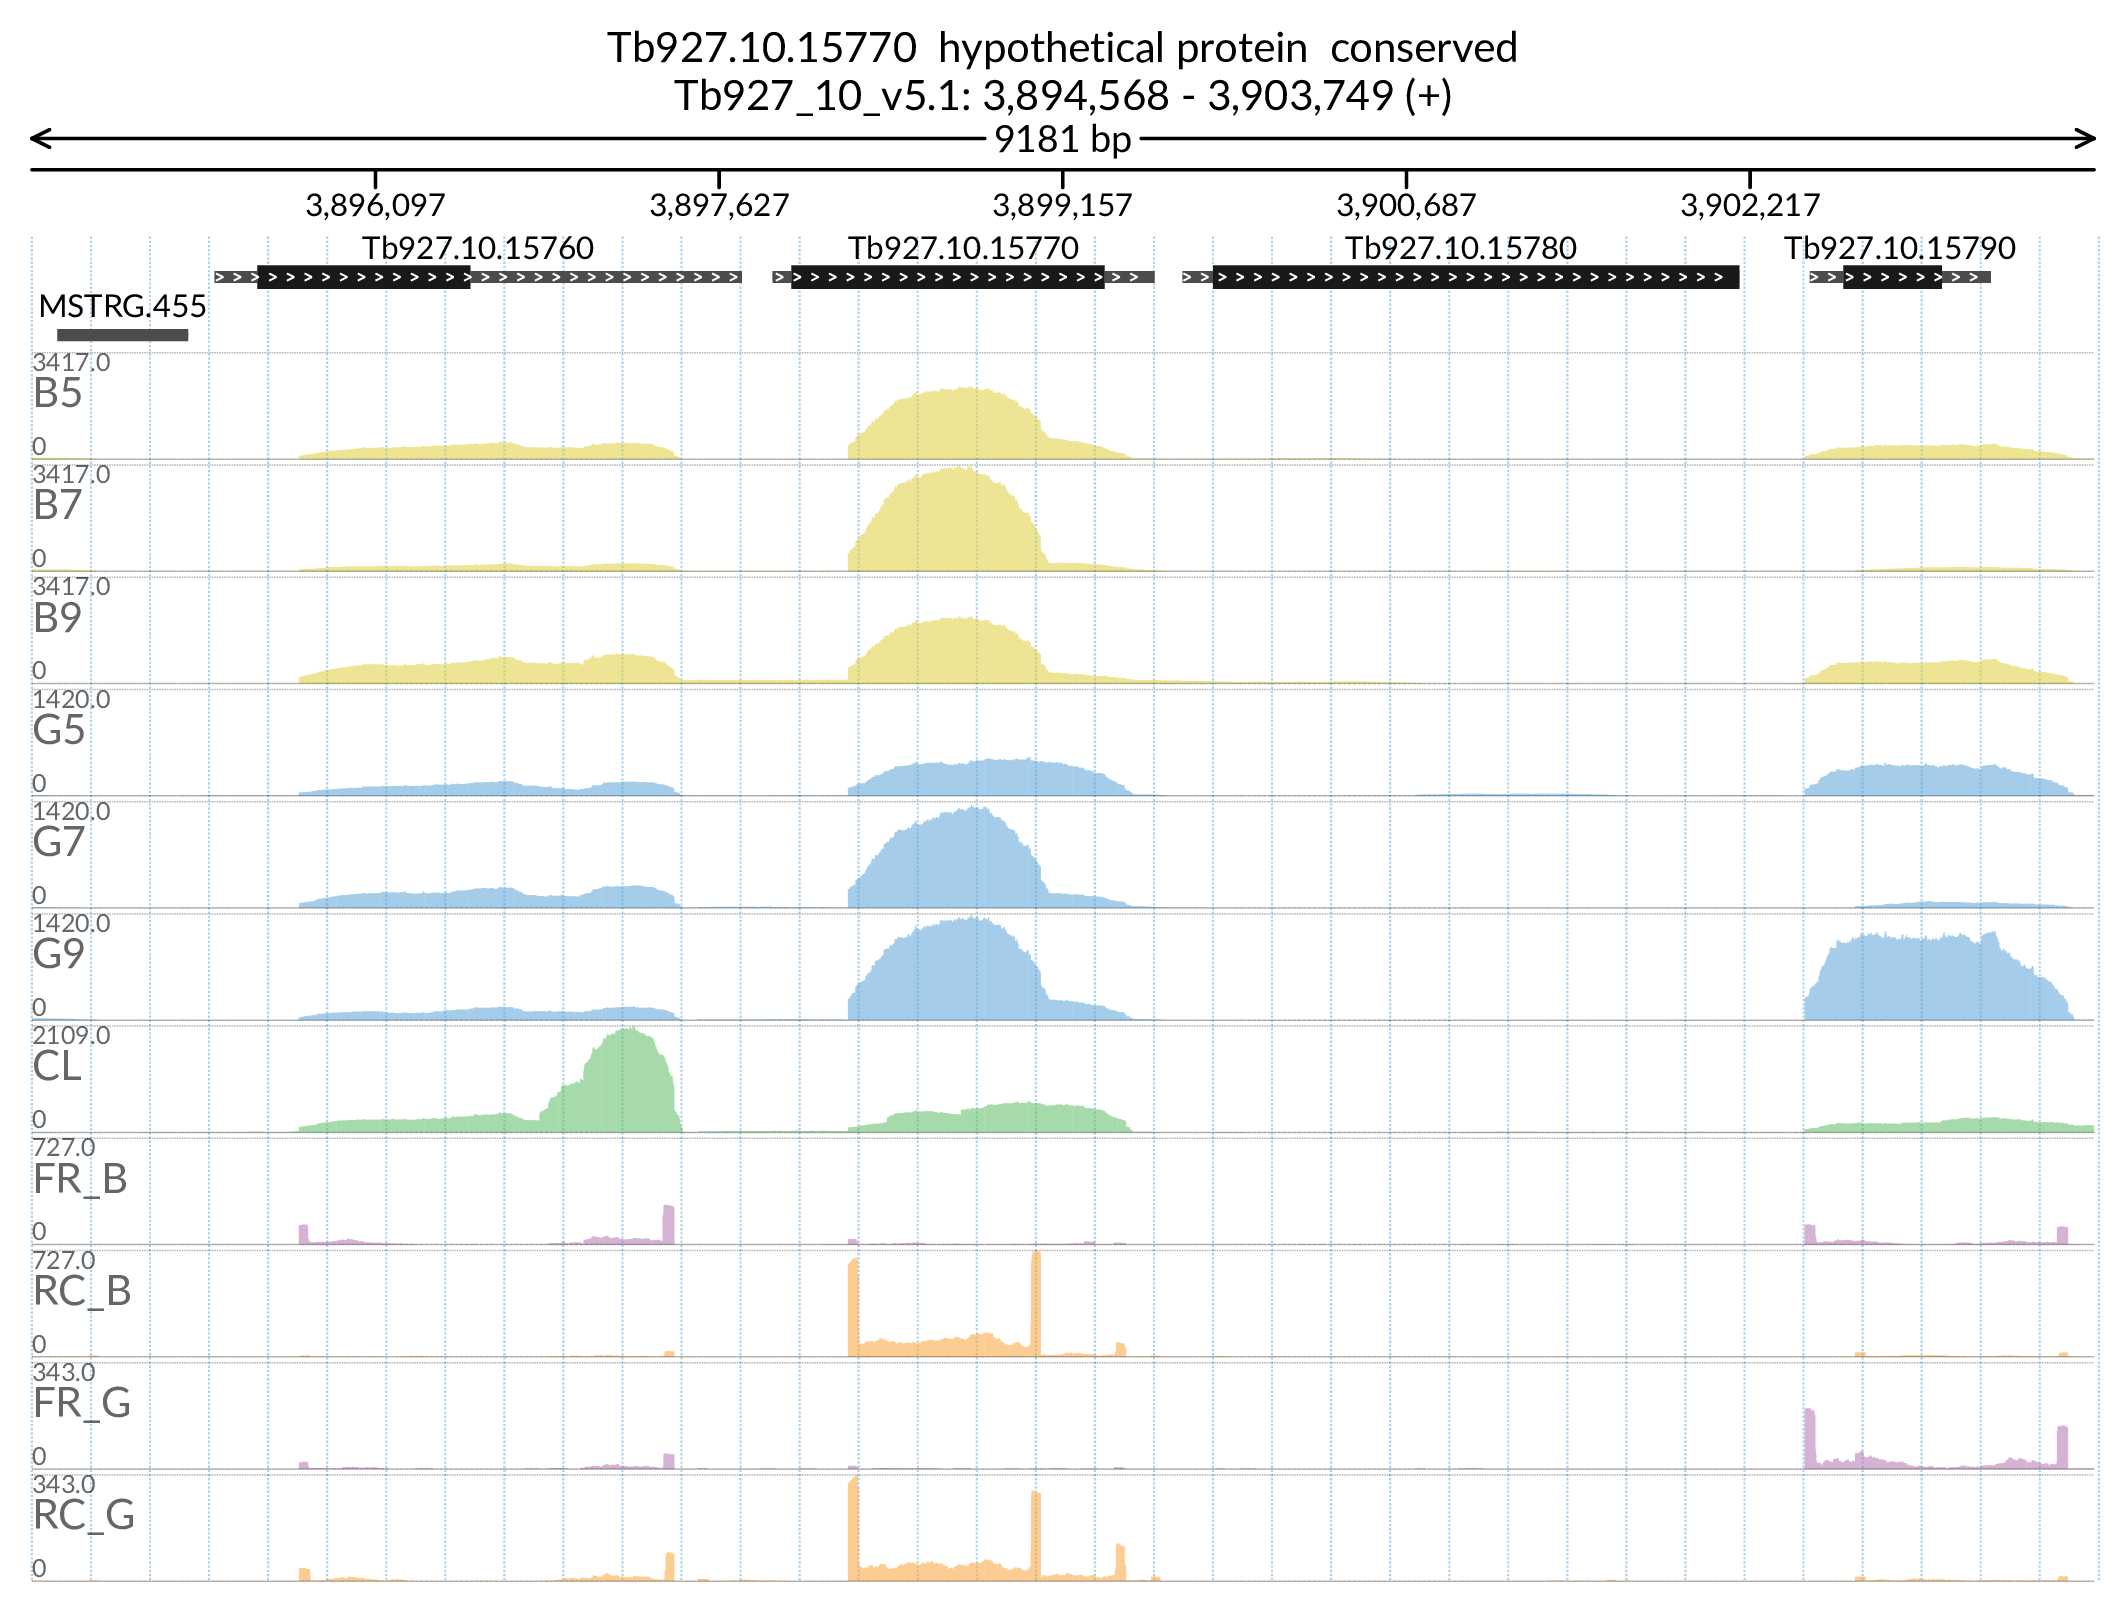 Tb927.10.15770  hypothetical protein  conserved
Tb927_10_v5.1: 3,894,568 - 3,903,749 (+)
9181 bp
3,896,097 3,897,627 3,899,157 3,900,687 3,902,217
Tb927.10.15760 Tb927.10.15770 Tb927.10.15780 Tb927.10.15790
MSTRG.455
3417.0
B5
0
3417.0
B7
0
3417.0
B9
0
1420.0
G5
0
1420.0
G7
0
1420.0
G9
0
2109.0
CL
0
727.0
FR_B
0
727.0
RC_B
0
343.0
FR_G
0
343.0
RC_G
0